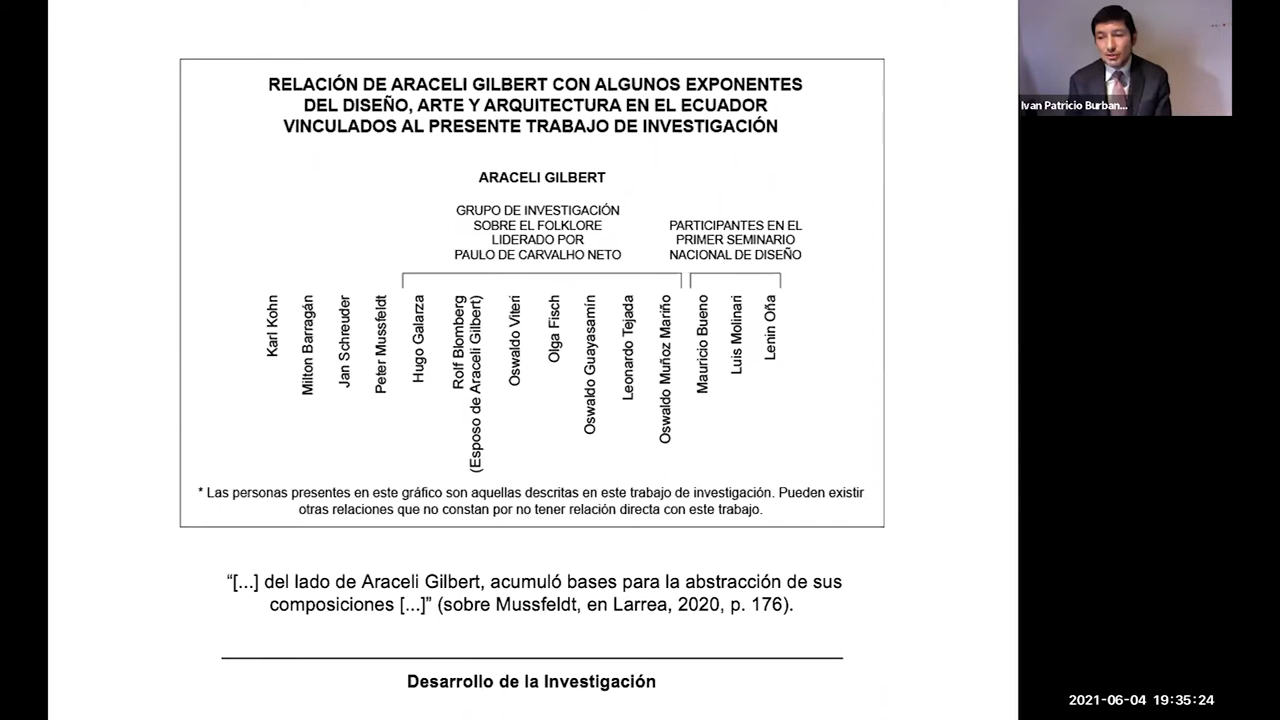 RELACIÓN DE ARACELI GILBERT CON ALGUNOS EXPONENTES
DEL DISEÑO, ARTE Y ARQUITECTURA EN EL ECUADOR
VINCULADOS AL PRESENTE TRABAJO DE INVESTIGACIÓN
ARACELI GILBERT
GRUPO DE INVESTIGACIÓN
SOBRE EL FOLKLORE
LIDERADO POR
PAULO DE CARVALHO NETO
PARTICIPANTES EN EL
PRIMER SEMINARIO
NACIONAL DE DISEÑO
Karl Kohn
Milton Barragán
Jan Schreuder
Peter Mussfeldt
Hugo Galarza
Rolf Blomberg
(Esposo de Araceli Gilbert)
Oswaldo Viteri
Olga Fisch
Oswaldo Guayasamín
Leonardo Tejada
Oswaldo Muñoz Mariño
Mauricio Bueno
Luis Molinari
Lenin Oña
* Las personas presentes en este gráfico son aquellas descritas en este trabajo de investigación. Pueden existir
otras relaciones que no constan por no tener relación directa con este trabajo.
“[...] del lado de Araceli Gilbert, acumuló bases para la abstracción de sus
composiciones [...]” (sobre Mussfeldt, en Larrea, 2020, p. 176).
Desarrollo de la Investigación
Ivan Patricio Burban...
2021-06-04 19:35:24